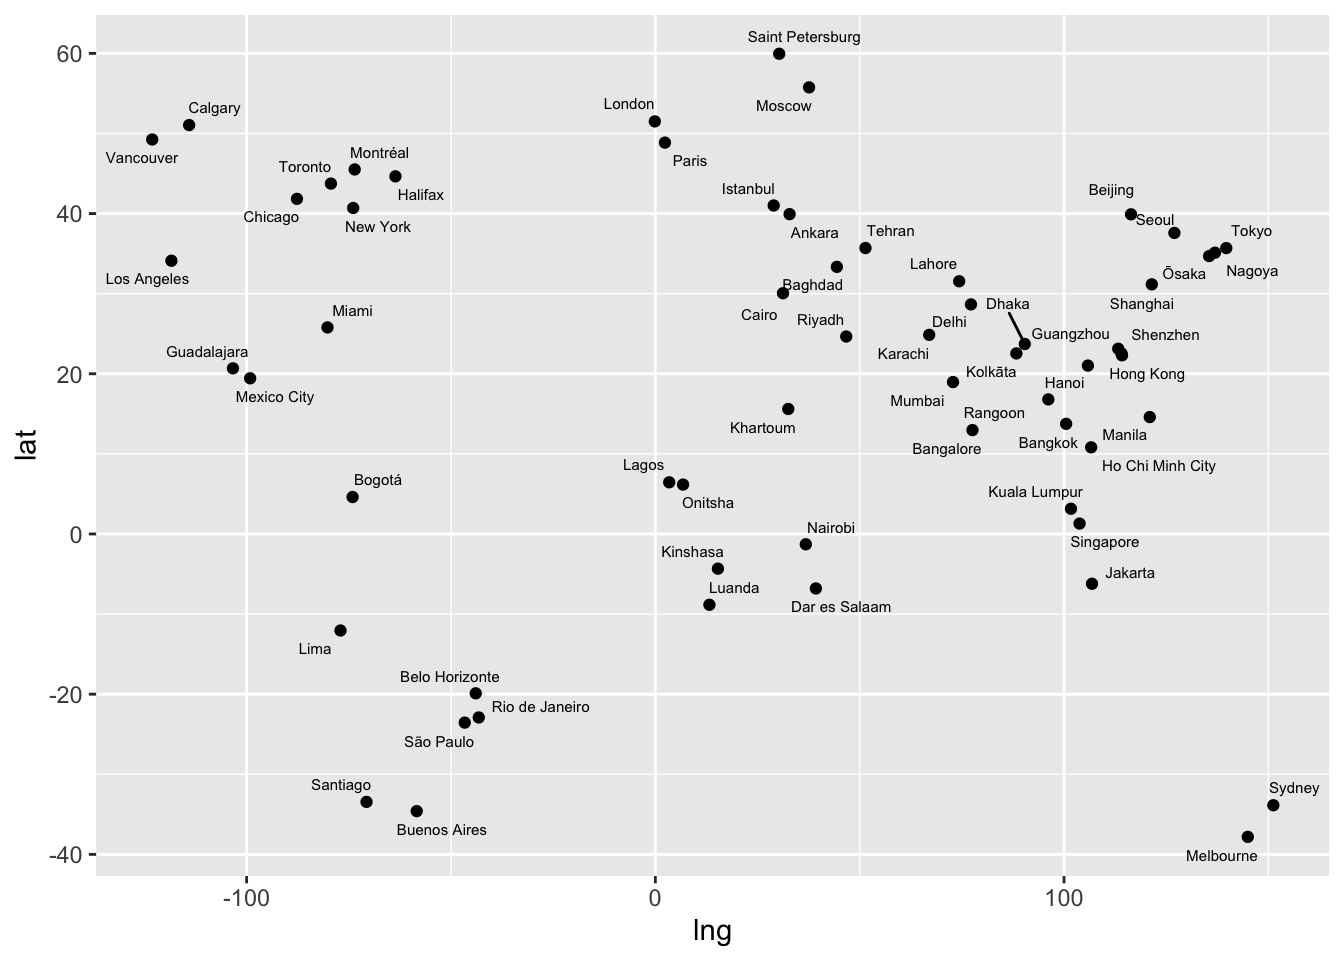 Saint Petersburg
60
Moscow
London
Calgary
Vancouver
Montréal
Toronto
Paris
Istanbul
Beijing
Halifax
Chicago
40
Seoul
New York
Ankara
Tehran
Tokyo
Lahore
Ōsaka
Nagoya
Los Angeles
Baghdad
Dhaka
Shanghai
Miami
Cairo
Riyadh
Delhi
Guangzhou
Shenzhen
Guadalajara
Karachi
20
Kolkāta
Hong Kong
Hanoi
Mexico City
Mumbai
Rangoon
Khartoum
Manila
Bangkok
Bangalore
lat
Lagos
Ho Chi Minh City
Bogotá
Kuala Lumpur
Onitsha
Nairobi
0
Singapore
Kinshasa
Jakarta
Luanda
Dar es Salaam
Lima
Belo Horizonte
-20
Rio de Janeiro
São Paulo
Santiago
Sydney
Buenos Aires
-40
Melbourne
-100
0
100
lng